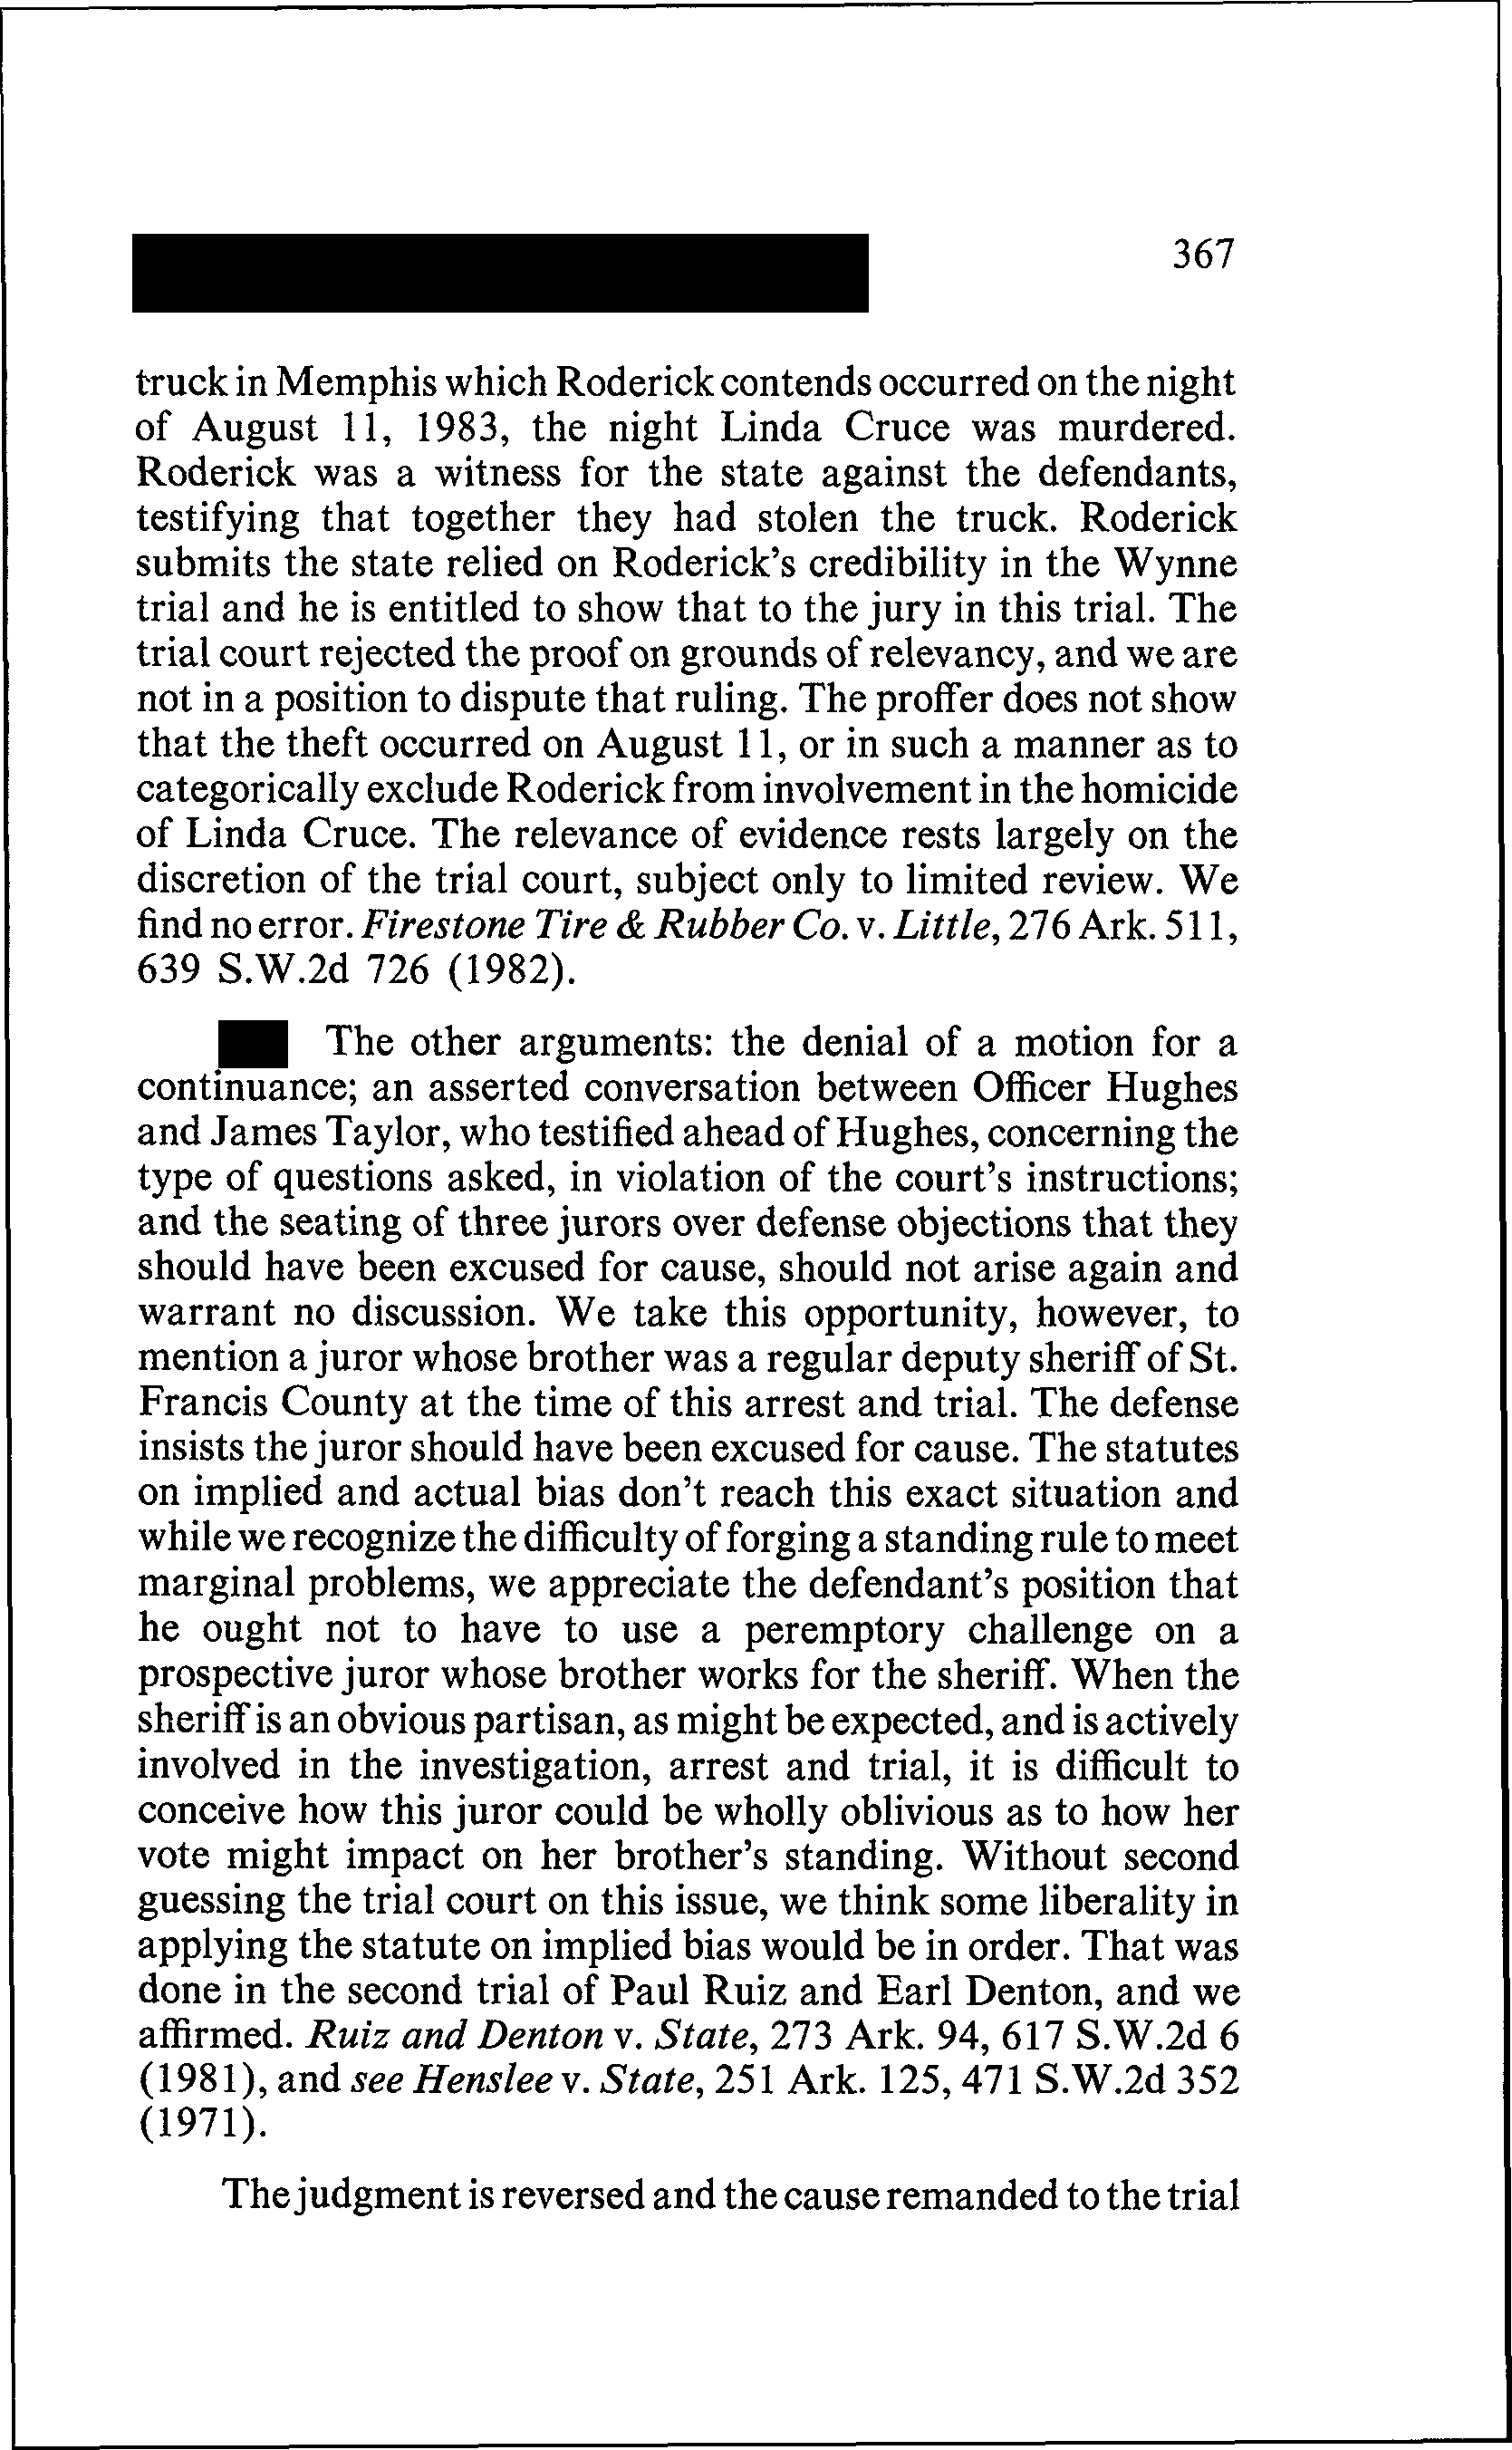 367
truck in Memphis which Roderick contends occurred on the night
of August 11, 1983, the night Linda Cruce was murdered.
Roderick was a witness for the state against the defendants,
testifying that together they had stolen the truck. Roderick
submits the state relied on Roderick's credibility in the Wynne
trial and he is entitled to show that to the jury in this trial. The
trial court rejected the proof on grounds of relevancy, and we are
not in a position to dispute that ruling. The proffer does not show
that the theft occurred on August 11, or in such a manner as to
categorically exclude Roderick from involvement in the homicide
of Linda Cruce. The relevance of evidence rests largely on the
discretion of the trial court, subject only to limited review. We
find no error. Firestone Tire & Rubber Co. v. Little, 276 Ark. 511,
639 S.W.2d 726 (1982).
The other arguments: the denial of a motion for a
continuance; an asserted conversation between Officer Hughes
and James Taylor, who testified ahead of Hughes, concerning the
type of questions asked, in violation of the court's instructions;
and the seating of three jurors over defense objections that they
should have been excused for cause, should not arise again and
warrant no discussion. We take this opportunity, however, to
mention a juror whose brother was a regular deputy sheriff of St.
Francis County at the time of this arrest and trial. The defense
insists the juror should have been excused for cause. The statutes
on implied and actual bias don't reach this exact situation and
while we recognize the difficulty of forging a standing rule to meet
marginal problems, we appreciate the defendant's position that
he ought not to have to use a peremptory challenge on a
prospective juror whose brother works for the sheriff. When the
sheriff is an obvious partisan, as might be expected, and is actively
involved in the investigation, arrest and trial, it is difficult to
conceive how this juror could be wholly oblivious as to how her
vote might impact on her brother's standing. Without second
guessing the trial court on this issue, we think some liberality in
applying the statute on implied bias would be in order. That was
done in the second trial of Paul Ruiz and Earl Denton, and we
affirmed. Ruiz and Denton v. State, 273 Ark. 94, 617 S.W.2d 6
(1981), and see Henslee v. State, 251 Ark. 125, 471 S.W.2d 352
(1971).
The judgment is reversed and the cause remanded to the trial